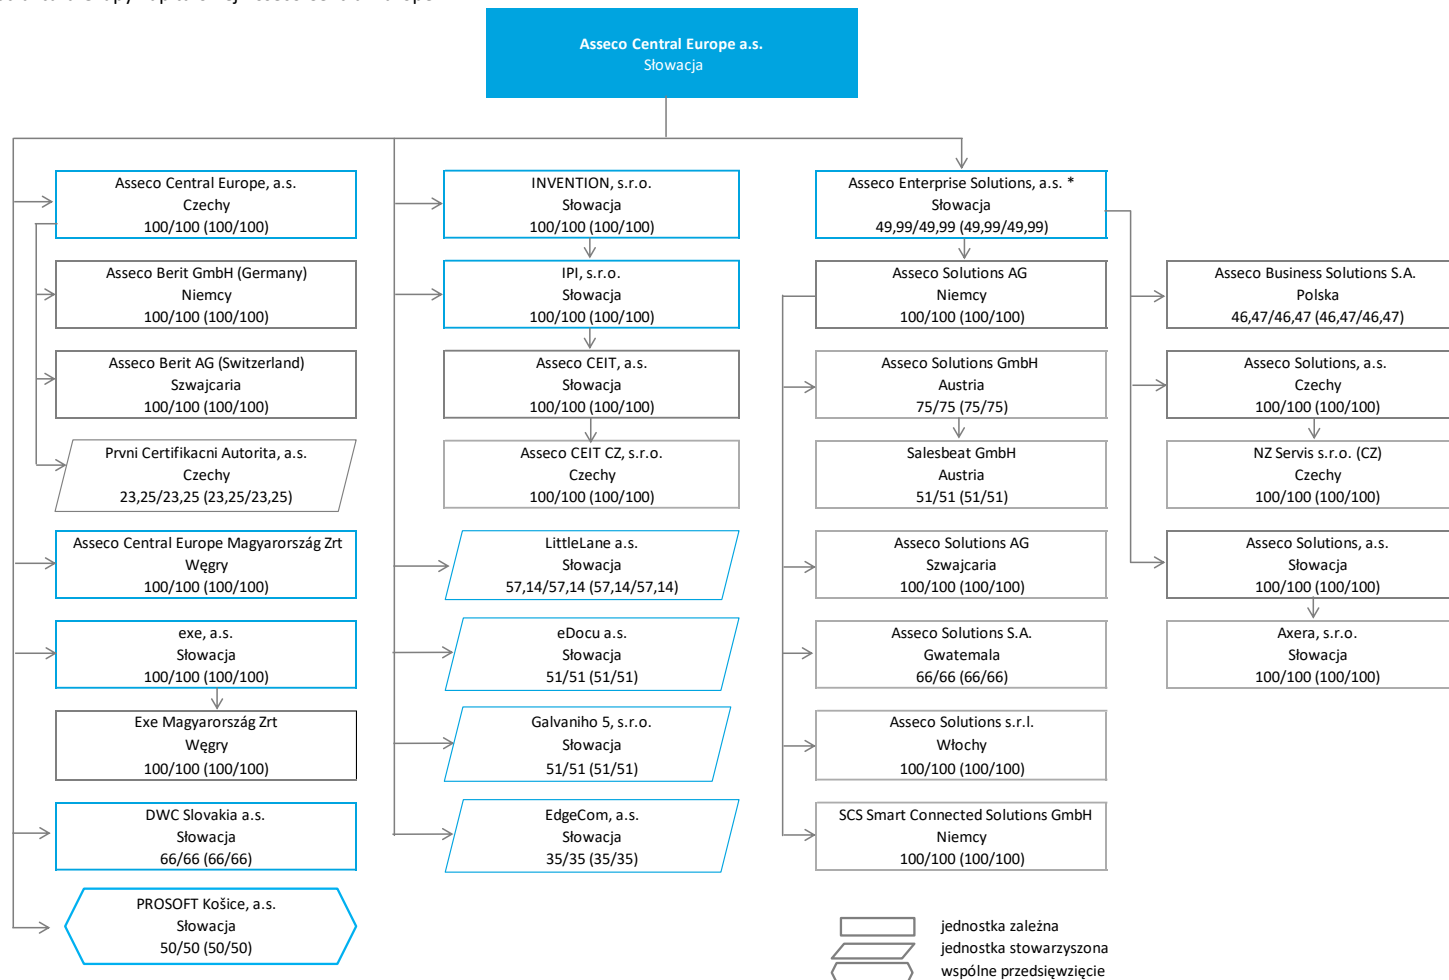 Asseco Central Europe a.s.
Słowacja
Asseco Central Europe, a.s.
Czechy
100/100 (100/100)
Asseco Berit GmbH (Germany)
Niemcy
100/100 (100/100)
Asseco Berit AG (Switzerland)
Szwajcaria
100/100 (100/100)
Prvni Certifikacni Autorita, a.s.
Czechy
23,25/23,25 (23,25/23,25)
Asseco Central Europe Magyarország Zrt
Węgry
100/100 (100/100)
exe, a.s.
Słowacja
100/100 (100/100)
Exe Magyarország Zrt
Węgry
100/100 (100/100)
DWC Slovakia a.s.
Słowacja
66/66 (66/66)
PROSOFT Košice, a.s.
Słowacja
50/50 (50/50)
INVENTION, s.r.o.
Słowacja
100/100 (100/100)
IPI, s.r.o.
Słowacja
100/100 (100/100)
Asseco CEIT, a.s.
Słowacja
100/100 (100/100)
Asseco CEIT CZ, s.r.o.
Czechy
100/100 (100/100)
LittleLane a.s.
Słowacja
57,14/57,14 (57,14/57,14)
eDocu a.s.
Słowacja
51/51 (51/51)
Galvaniho 5, s.r.o.
Słowacja
51/51 (51/51)
EdgeCom, a.s.
Słowacja
35/35 (35/35)
Asseco Enterprise Solutions, a.s. *
Słowacja
49,99/49,99 (49,99/49,99)
Asseco Solutions AG
Niemcy
100/100 (100/100)
Asseco Solutions GmbH
Austria
75/75 (75/75)
Salesbeat GmbH
Austria
51/51 (51/51)
Asseco Solutions AG
Szwajcaria
100/100 (100/100)
Asseco Solutions S.A.
Gwatemala
66/66 (66/66)
Asseco Solutions s.r.l.
Włochy
100/100 (100/100)
SCS Smart Connected Solutions GmbH
Niemcy
100/100 (100/100)
Asseco Business Solutions S.A.
Polska
46,47/46,47 (46,47/46,47)
Asseco Solutions, a.s.
Czechy
100/100 (100/100)
NZ Servis s.r.o. (CZ)
Czechy
100/100 (100/100)
Asseco Solutions, a.s.
Słowacja
100/100 (100/100)
Axera, s.r.o.
Słowacja
100/100 (100/100)
jednostka zależna
jednostka stowarzyszona
wspólne przedsięwzięcie